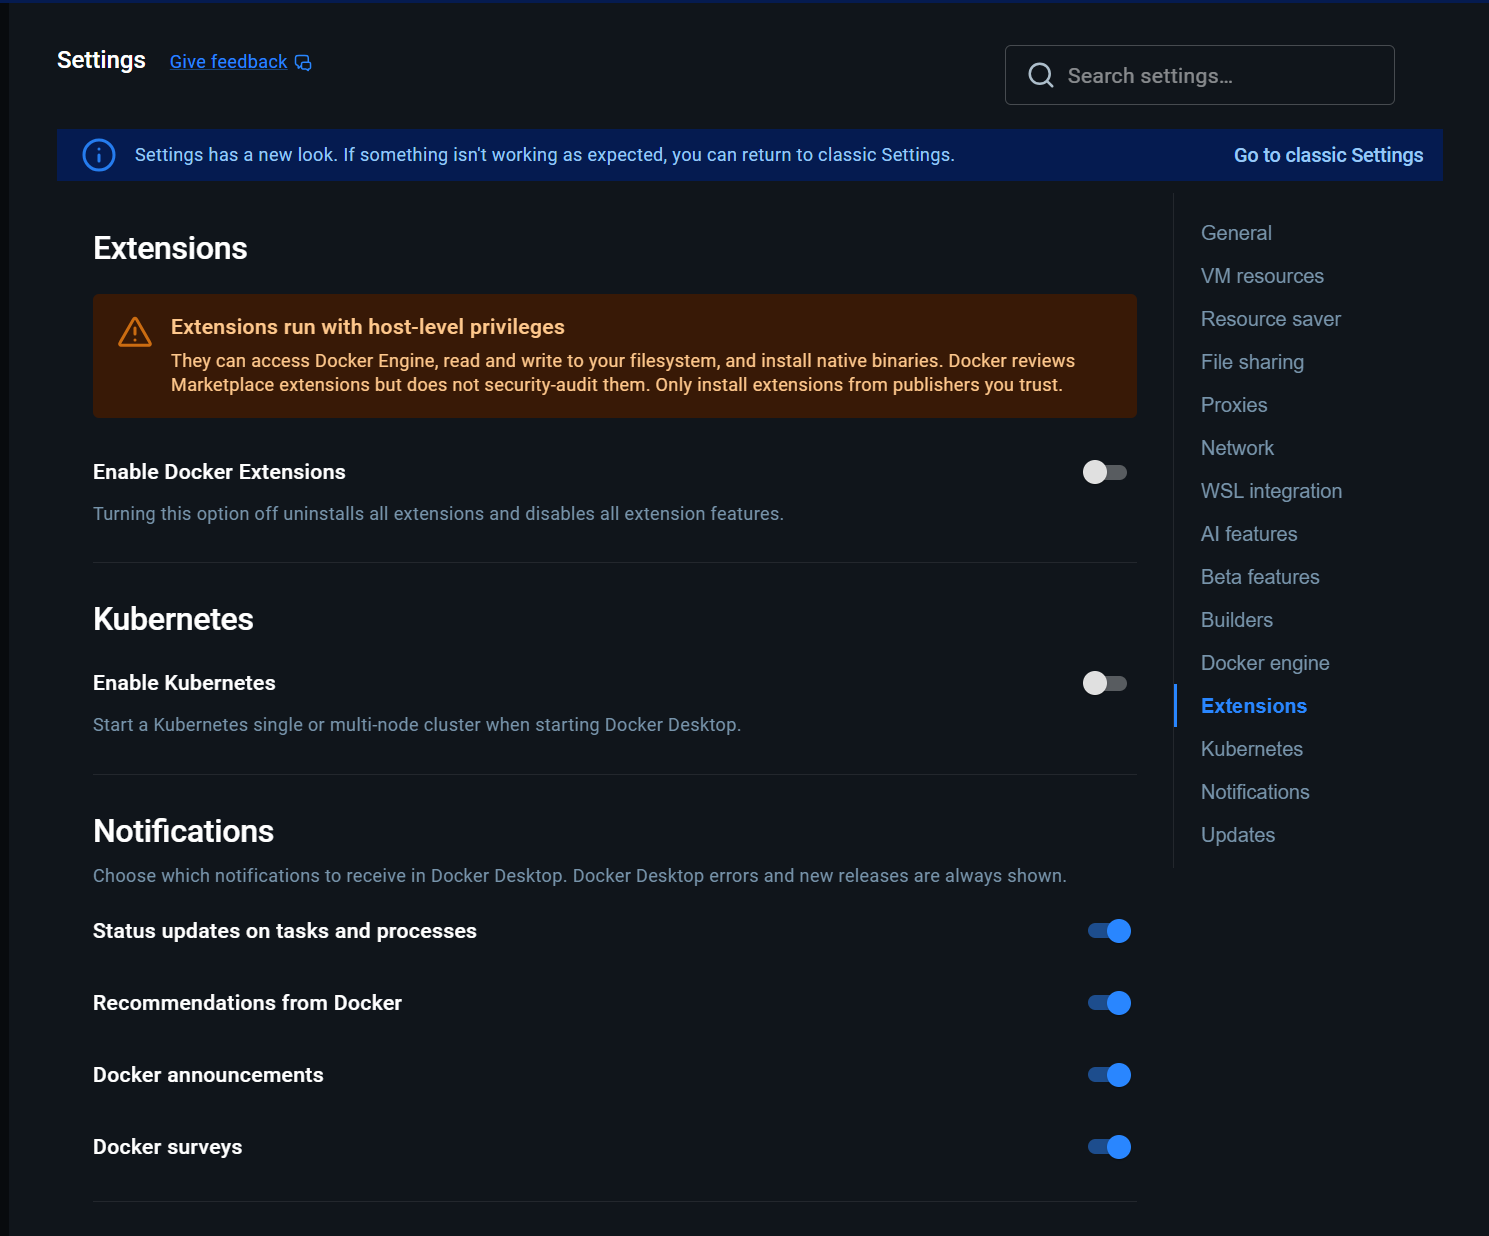 Settings
Give feedback
Search settings...
Settings has a new look. If something isn't working as expected, you can return to classic Settings.
Go to classic Settings
Extensions
Extensions run with host-level privileges
They can access Docker Engine, read and write to your filesystem, and install native binaries. Docker reviews
Marketplace extensions but does not security-audit them. Only install extensions from publishers you trust.
Enable Docker Extensions
Turning this option off uninstalls all extensions and disables all extension features.
Kubernetes
Enable Kubernetes
Start a Kubernetes single or multi-node cluster when starting Docker Desktop.
Notifications
Choose which notifications to receive in Docker Desktop. Docker Desktop errors and new releases are always shown.
Status updates on tasks and processes
Recommendations from Docker
Docker announcements
Docker surveys
General
VM resources
Resource saver
File sharing
Proxies
Network
WSL integration
AI features
Beta features
Builders
Docker engine
Extensions
Kubernetes
Notifications
Updates